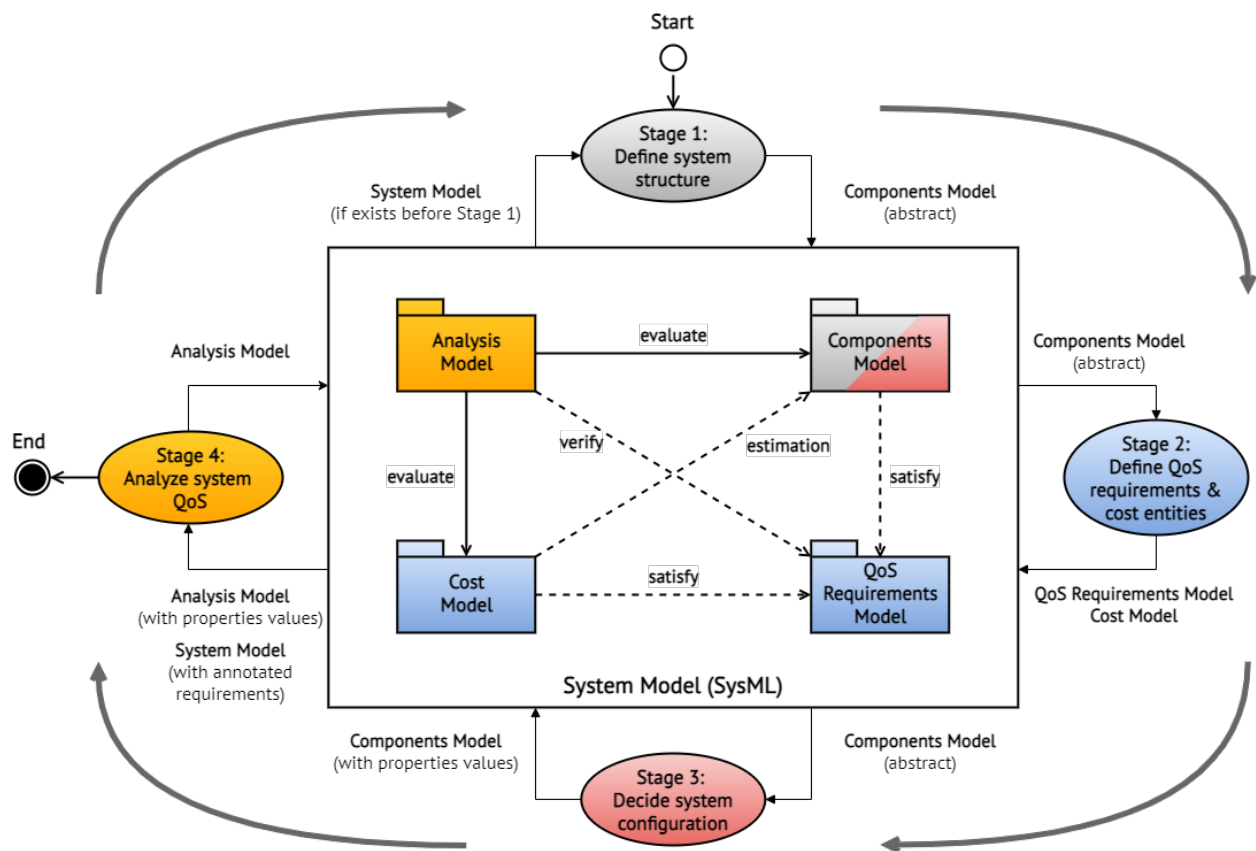 Start
Stage 1:
Define system
structure
System Model
(if exists before Stage 1)
Components Model
(abstract)
Analysis
Model
evaluate
Components
Model
Analysis Model
Components Model
(abstract)
End
Stage 4:
Analyze system
QoS
verify
estimation
evaluate
satisfy
Stage 2:
Define QoS
requirements &
cost entities
Cost
Model
satisfy
QoS
Requirements
Model
Analysis Model
(with properties values)
System Model
(with annotated
requirements)
QoS Requirements Model
Cost Model
System Model (SysML)
Components Model
(with properties values)
Stage 3:
Decide system
configuration
Components Model
(abstract)